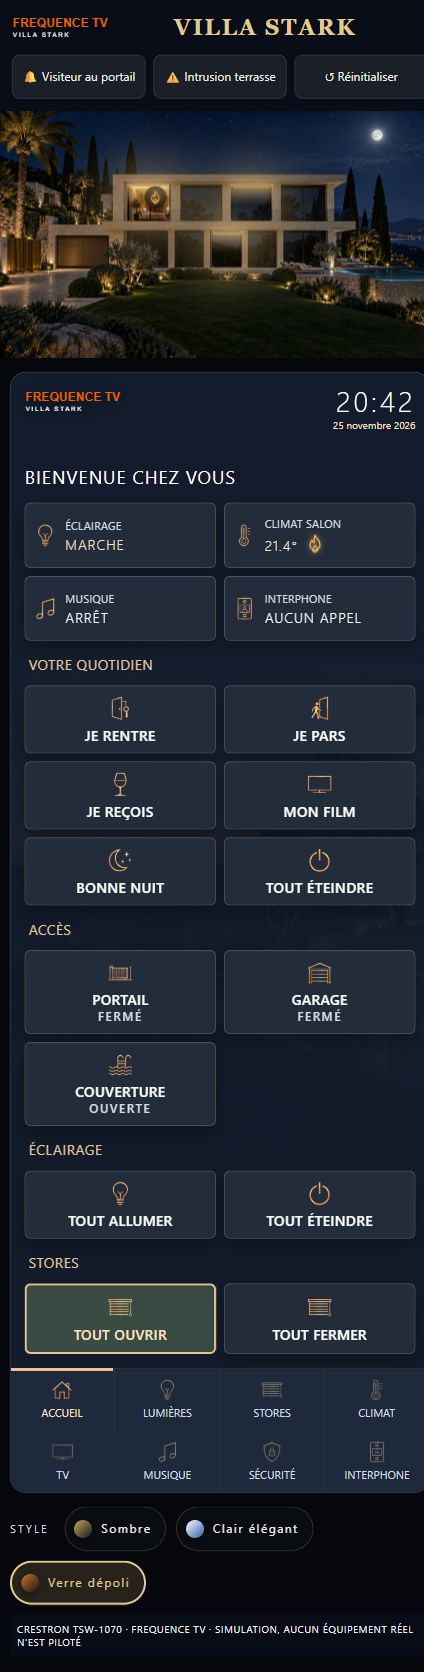 FREQUENCE TV
VILLA STARK
VILLA STARK
Visiteur au portail
Intrusion terrasse
↺ Réinitialiser
FREQUENCE TV
VILLA STARK
20:42
25 novembre 2026
BIENVENUE CHEZ VOUS
ÉCLAIRAGE
MARCHE
CLIMAT SALON
21.4°
MUSIQUE
ARRÊT
INTERPHONE
AUCUN APPEL
VOTRE QUOTIDIEN
JE RENTRE
JE PARS
JE REÇOIS
MON FILM
BONNE NUIT
TOUT ÉTEINDRE
ACCÈS
PORTAIL
FERMÉ
GARAGE
FERMÉ
COUVERTURE
OUVERTE
ÉCLAIRAGE
TOUT ALLUMER
TOUT ÉTEINDRE
STORES
TOUT OUVRIR
TOUT FERMER
ACCUEIL
LUMIÈRES
STORES
CLIMAT
TV
MUSIQUE
SÉCURITÉ
INTERPHONE
STYLE
Sombre
Clair élégant
Verre dépoli
CRESTRON TSW-1070 · FREQUENCE TV · SIMULATION, AUCUN ÉQUIPEMENT RÉEL
N'EST PILOTÉ